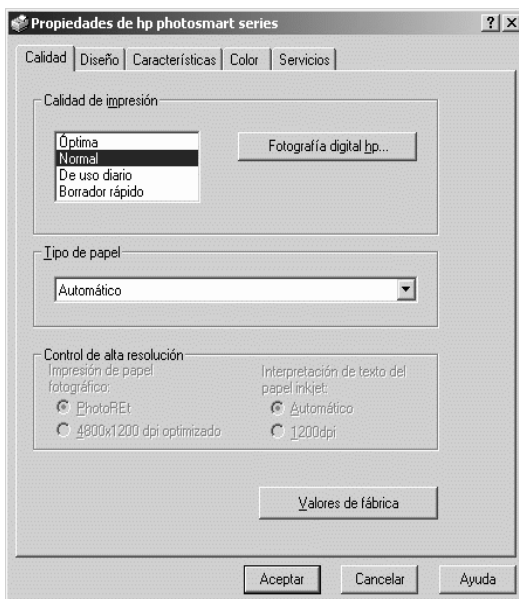 Propiedades de hp photosmart series
Calidad Diseño Características Color Servicios
Calidad de impresión
Óptima
Normal
De uso diario
Borrador rápido
Fotografía digital hp...
Tipo de papel
Automático
Control de alta resolución
Impresión de papel
fotográfico:
PhotoREt
4800x1200 dpi optimizado
Interpretación de texto del
papel inkjet:
Automático
1200dpi
Valores de fábrica
Aceptar Cancelar Ayuda